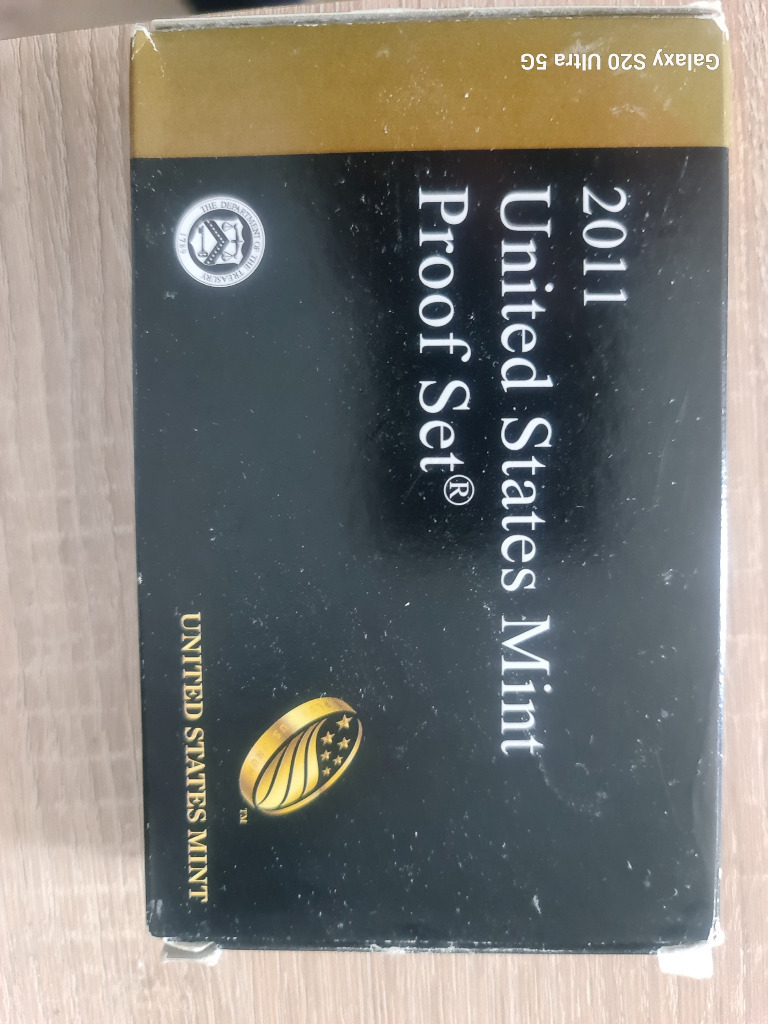 2011
United States Mint
Proof Set®
THE DEPARTMENT OF THE TREASURY
1789
TM
UNITED STATES MINT
Galaxy S20 Ultra 5G